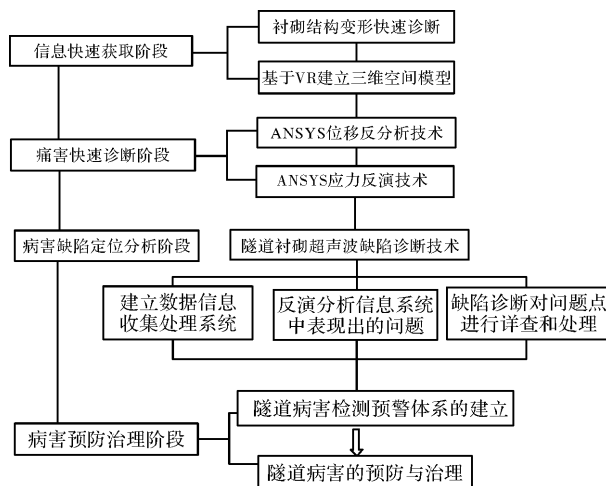 衬砌结构变形快速诊断
信息快速获取阶段
基于VR建立三维空间模型
ANSYS位移反分析技术
痛害快速诊断阶段
ANSYS应力反演技术
病害缺陷定位分析阶段
隧道衬砌超声波缺陷诊断技术
建立数据信息
收集处理系统
反演分析信息系统
中表现出的问题
缺陷诊断对问题点
进行详查和处理
隧道病害检测预警体系的建立
病害预防治理阶段
隧道病害的预防与治理